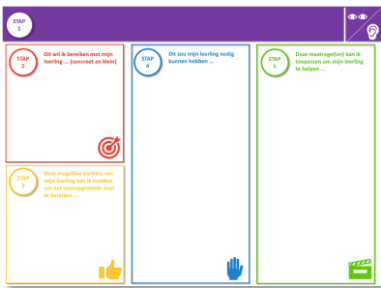 STAP
1
STAP
2
Dit wil ik bereiken met mijn
leerling ... (concreet en klein)
STAP
3
Deze mogelijke sterktes van
mijn leerling kan ik inzetten
om het vooropgestelde doel
te bereiken ...
STAP
4
Dit zou mijn leerling nodig
kunnen hebben ...
STAP
5
Deze maatregel(en) kan ik
toepassen om mijn leerling
te helpen ...